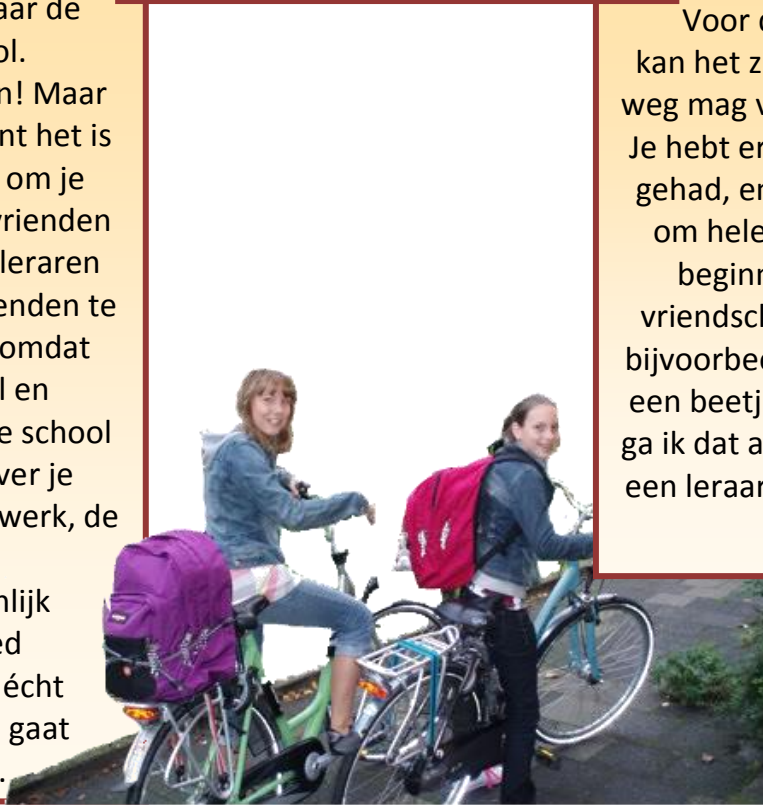 aar de
ol.
n! Maar
nt het is
om je
vrienden
leraren
enden te
omdat
l en
e school
ver je
werk, de
nlijk
ed
écht
gaat
.
Voor
kan het z
weg mag v
Je hebt er
gehad, en
om hele
beginn
vriendsch
bijvoorbee
een beetj
ga ik dat a
een leraar